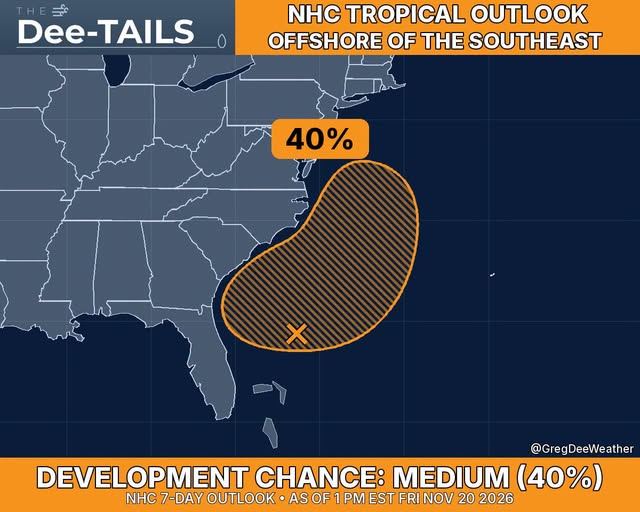 THE
Dee-TAILS
NHC TROPICAL OUTLOOK
OFFSHORE OF THE SOUTHEAST
40%
@GregDeeWeather
DEVELOPMENT CHANCE: MEDIUM (40%)
NHC 7-DAY OUTLOOK • AS OF 1 PM EST FRI NOV 20 2026